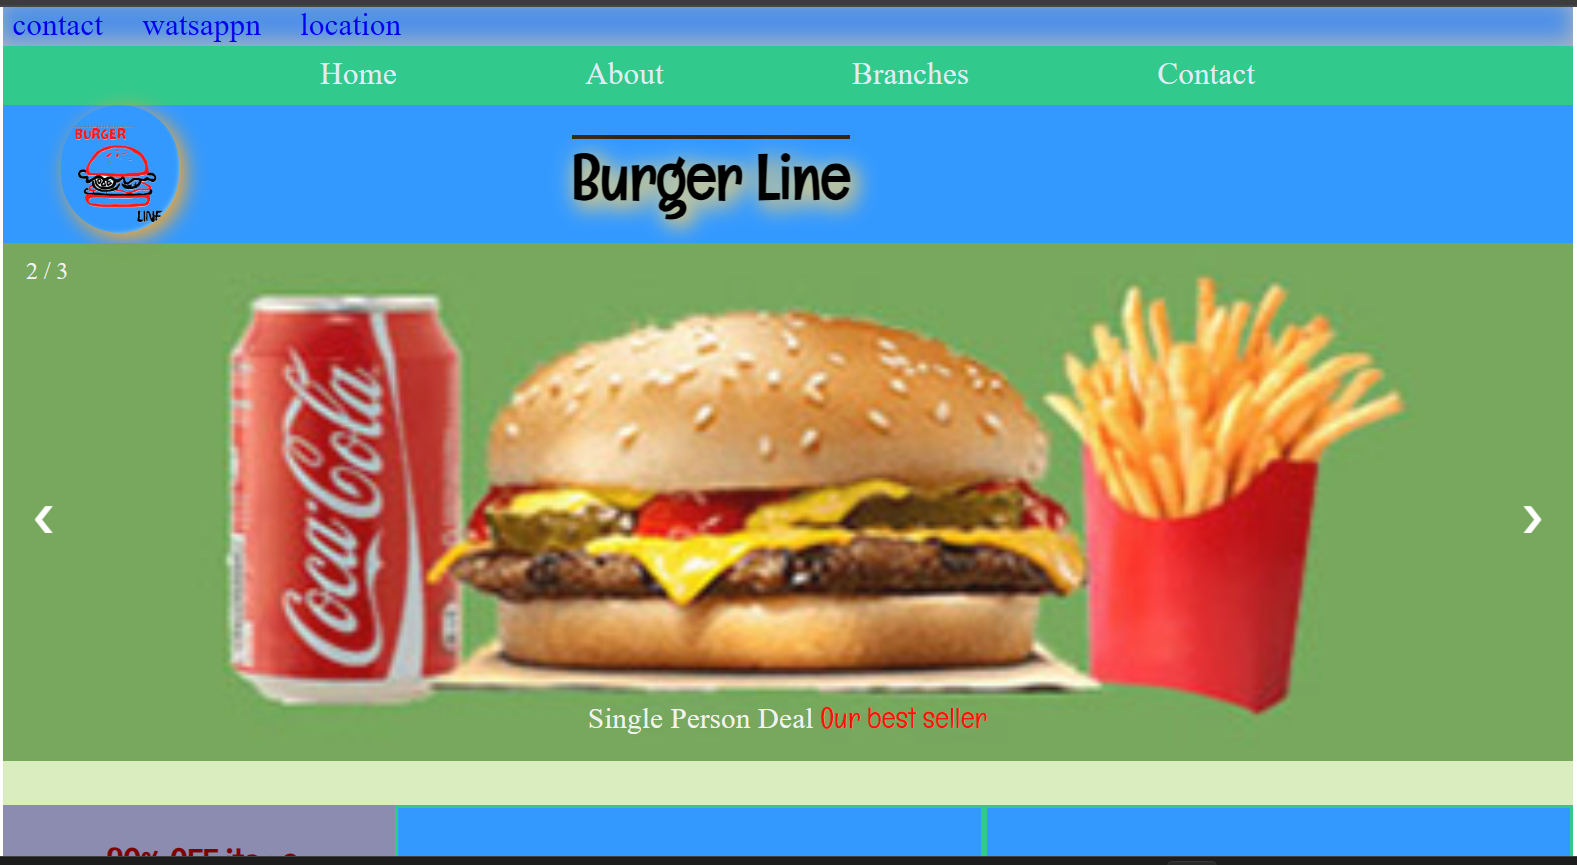 contact watsappn location
Home About Branches Contact
BURGER
LINE
Burger Line
2 / 3
Coca-Cola
❮ ❯
Single Person Deal Our best seller